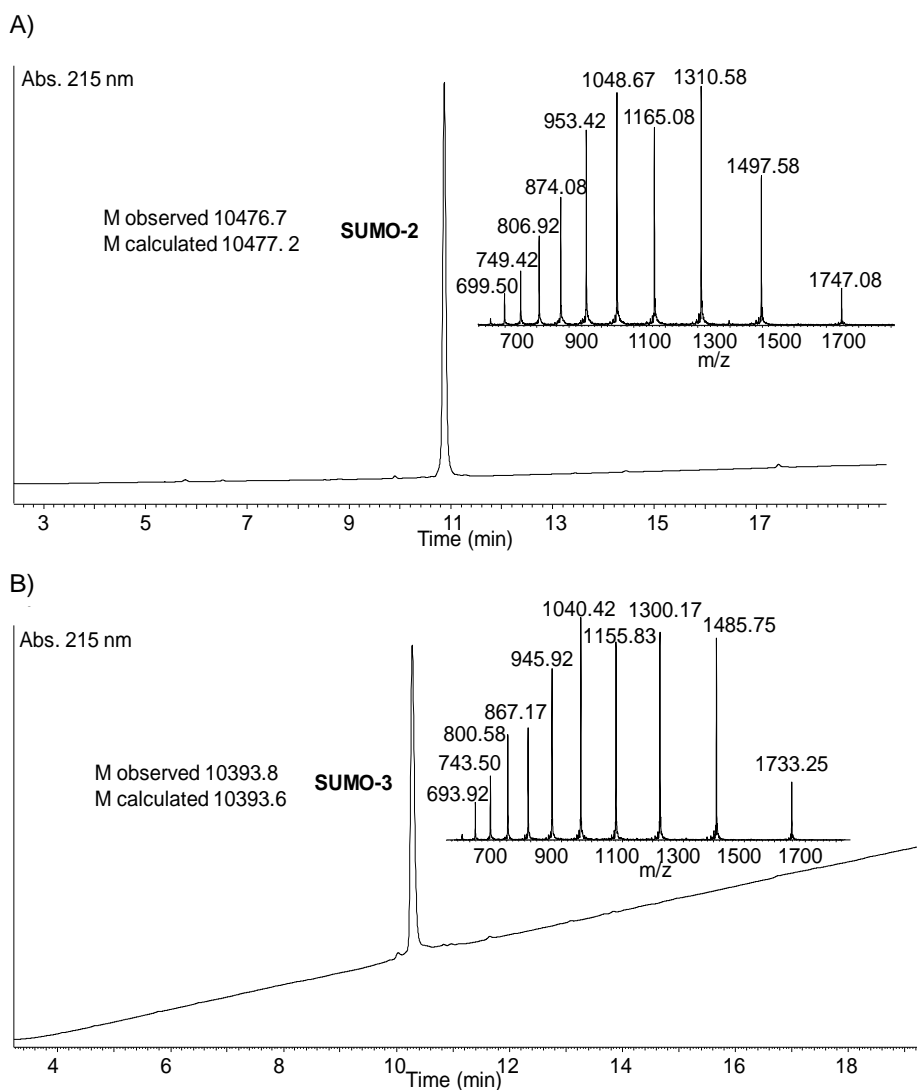 A)
Abs. 215 nm
M observed 10476.7
M calculated 10477. 2
SUMO-2
699.50
749.42
806.92
874.08
953.42
1048.67
1165.08
1310.58
1497.58
1747.08
700 900 1100 1300 1500 1700
m/z
3 5 7 9 11 13 15 17
Time (min)
B)
Abs. 215 nm
M observed 10393.8
M calculated 10393.6
SUMO-3
693.92
743.50
800.58
867.17
945.92
1040.42
1155.83
1300.17
1485.75
1733.25
700 900 1100 1300 1500 1700
m/z
4 6 8 10 12 14 16 18
Time (min)